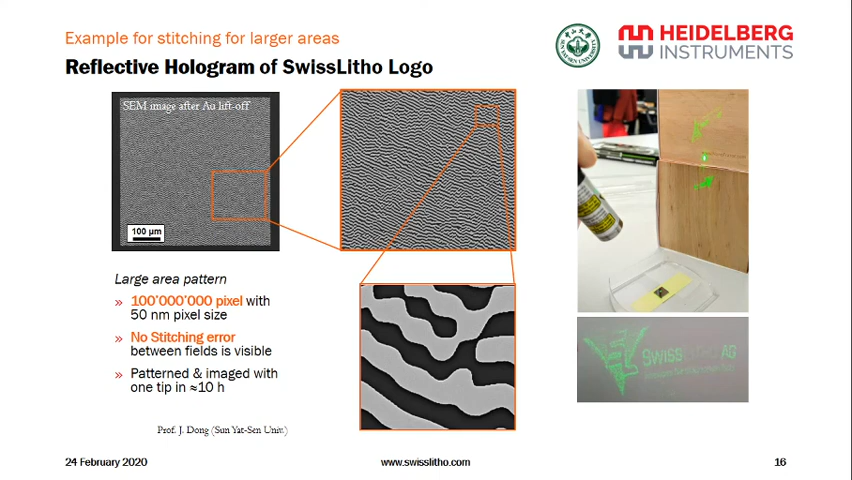 Example for stitching for larger areas
Reflective Hologram of SwissLitho Logo
HEIDELBERG
INSTRUMENTS
SEM image after Au lift-off
100 µm
Large area pattern
» 100'000'000 pixel with
50 nm pixel size
» No Stitching error
between fields is visible
» Patterned & imaged with
one tip in ≈10 h
Prof. J. Dong (Sun Yat-Sen Univ.)
SWISSLITHO AG
24 February 2020
www.swisslitho.com
16